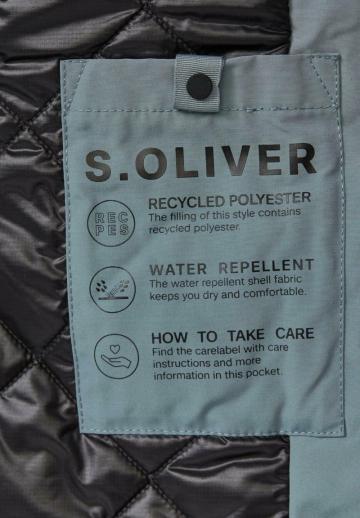 S.OLIVER
REC
PES
RECYCLED POLYESTER
The filling of this style contains
recycled polyester.
WATER REPELLENT
The water repellent shell fabric
keeps you dry and comfortable.
HOW TO TAKE CARE
Find the carelabel with care
instructions and more
information in this pocket.